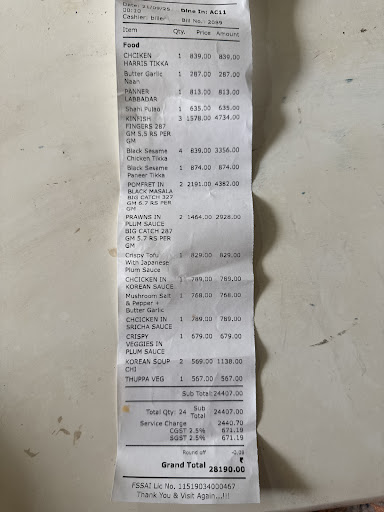 Date: 21/09/25 Dine In: AC11
00:10
Cashier: biller Bill No.: 2089
Item Qty. Price Amount
Food
CHCIKEN 1 839.00 839.00
HARRIS TIKKA
Butter Garlic 1 287.00 287.00
Naan
PANNER 1 813.00 813.00
LABBADAR
Shahi Pulao 1 635.00 635.00
KINFISH 3 1578.00 4734.00
FINGERS 287
GM 5.5 RS PER
GM
Black Sesame 4 839.00 3356.00
Chicken Tikka
Black Sesame 1 874.00 874.00
Paneer Tikka
POMFRET IN 2 2191.00 4382.00
BLACK MASALA
BIG CATCH 327
GM 6.7 RS PER
GM
PRAWNS IN 2 1464.00 2928.00
PLUM SAUCE
BIG CATCH 287
GM 5.7 RS PER
GM
Crispy Tofu 1 829.00 829.00
With Japanese
Plum Sauce
CHCICKEN IN 1 789.00 789.00
KOREAN SAUCE
Mushroom Salt 1 768.00 768.00
& Pepper +
Butter Garlic
CHCICKEN IN 1 789.00 789.00
SRICHA SAUCE
CRISPY 1 679.00 679.00
VEGGIES IN
PLUM SAUCE
KOREAN SOUP 2 569.00 1138.00
CHI
THUPPA VEG 1 567.00 567.00
Sub Total 24407.00
Total Qty: 24 Sub Total 24407.00
Service Charge 2440.70
CGST 2.5% 671.19
SGST 2.5% 671.19
Round off -0.08
Grand Total ₹ 28190.00
FSSAI Lic No. 11519034000467
Thank You & Visit Again...!!!